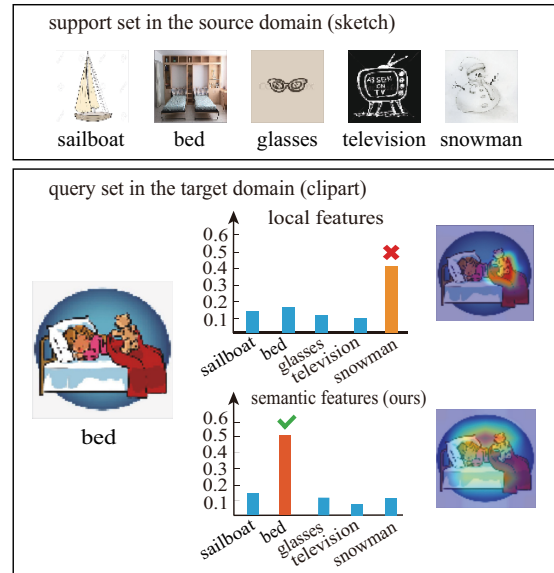 support set in the source domain (sketch)
ASSEEN
ON
TV
sailboat bed glasses television snowman
query set in the target domain (clipart)
local features
0.6
0.5
0.4
0.3
0.2
0.1
sailboat bed glasses television snowman
bed
semantic features (ours)
0.6
0.5
0.4
0.3
0.2
0.1
sailboat bed glasses television snowman